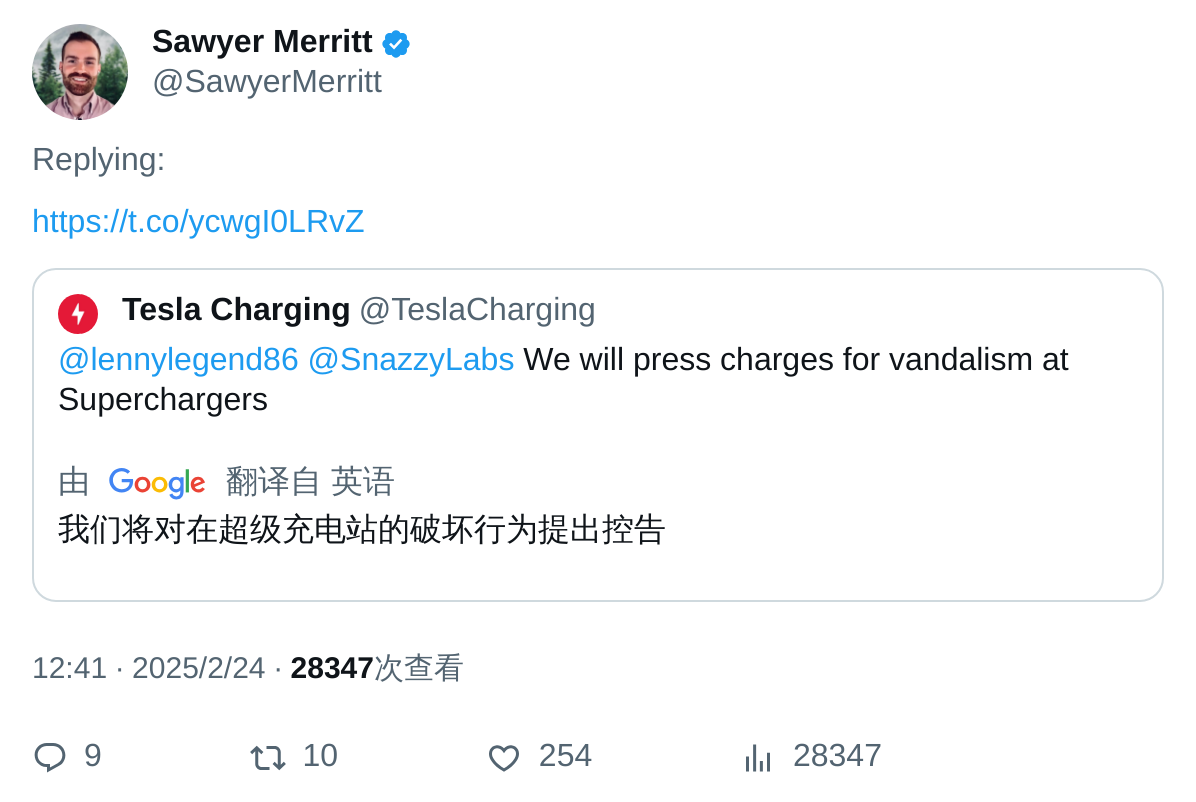 Sawyer Merritt
@SawyerMerritt
Replying:
https://t.co/ycwgI0LRvZ
Tesla Charging @TeslaCharging
@lennylegend86 @SnazzyLabs We will press charges for vandalism at
Superchargers
由 Google 翻译自 英语
我们将对在超级充电站的破坏行为提出控告
12:41 · 2025/2/24 · 28347次查看
9 10 254 28347